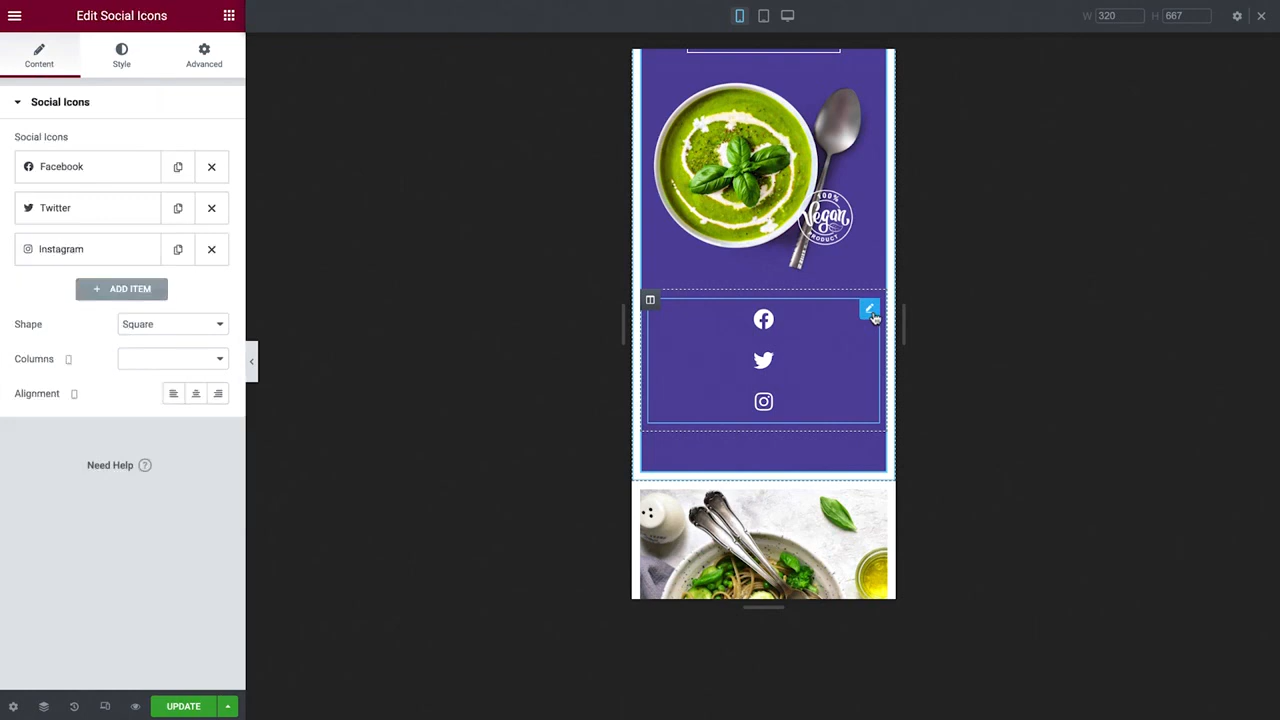 Edit Social Icons
W 320 H 667
Content Style Advanced
Social Icons
Social Icons
Facebook
Twitter
Instagram
+ ADD ITEM
Shape Square
Columns
Alignment
Need Help ?
UPDATE
100%
Vegan
PRODUCT